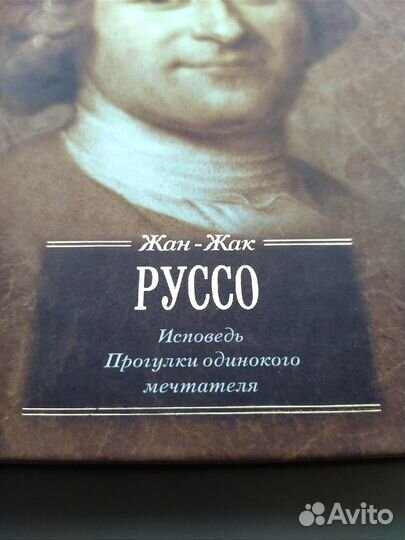 Жан-Жак
РУССО
Исповедь
Прогулки одинокого
мечтателя
Avito